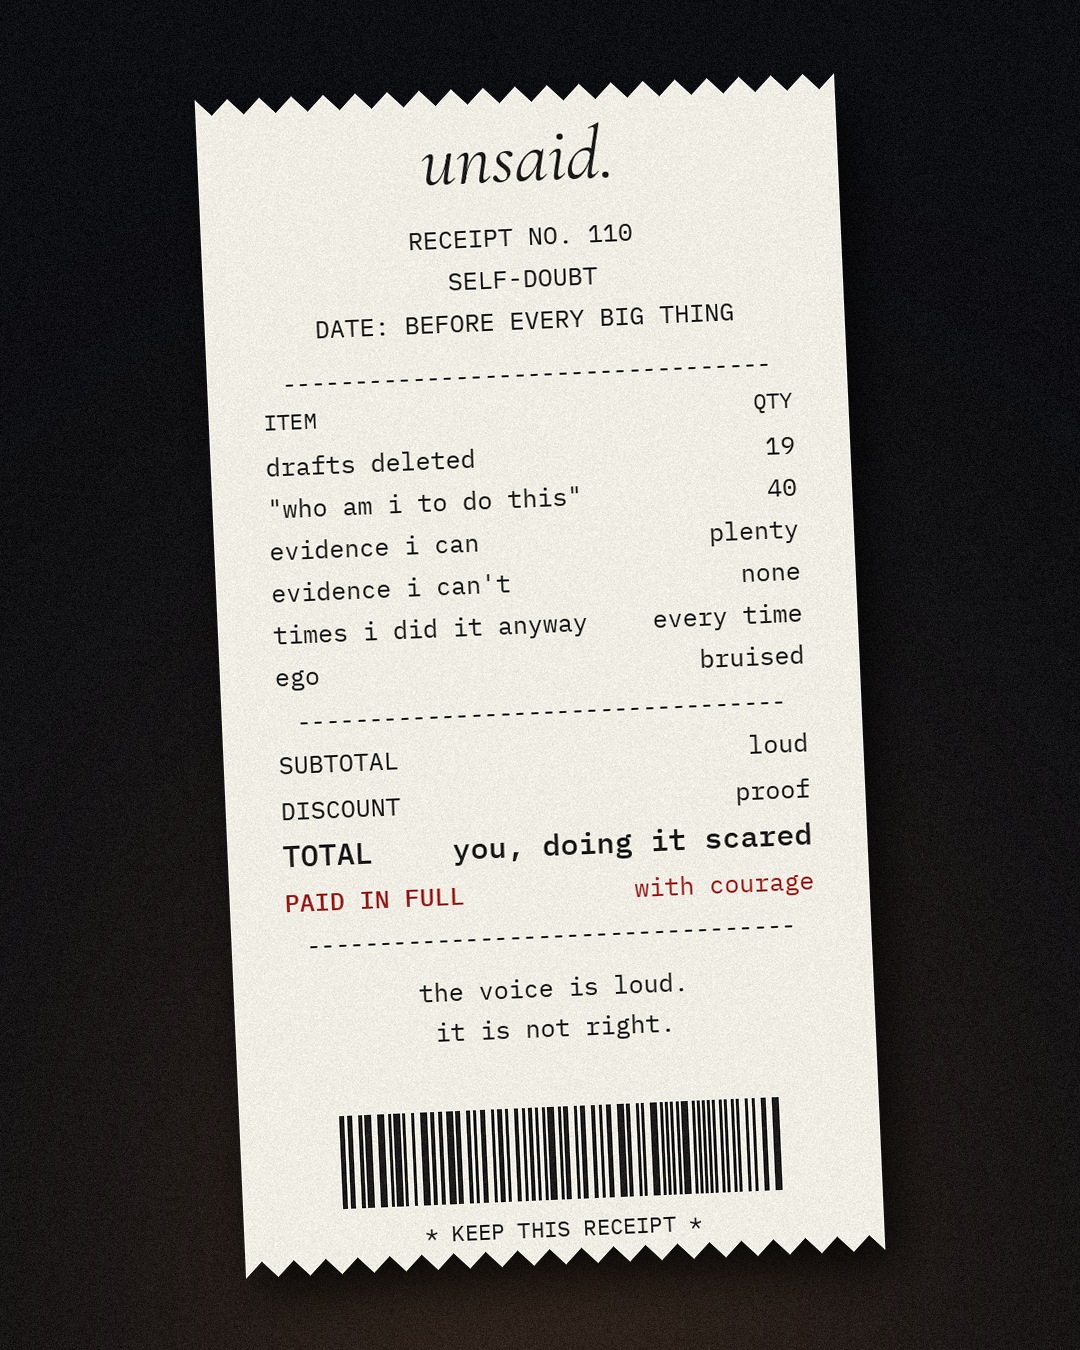 unsaid.
RECEIPT NO. 110
SELF-DOUBT
DATE: BEFORE EVERY BIG THING
----------------------------------
ITEM QTY
drafts deleted 19
"who am i to do this" 40
evidence i can plenty
evidence i can't none
times i did it anyway every time
ego bruised
----------------------------------
SUBTOTAL loud
DISCOUNT proof
TOTAL you, doing it scared
PAID IN FULL with courage
----------------------------------
the voice is loud.
it is not right.
* KEEP THIS RECEIPT *